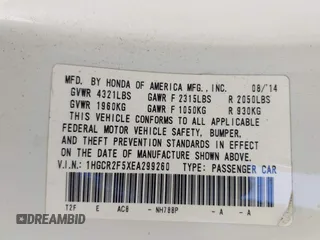 MFD. BY HONDA OF AMERICA MFG., INC. 08/'14
GVWR 4321LBS GAWR F 2315LBS R 2050LBS
GVWR 1960KG GAWR F 1050KG R 930KG
THIS VEHICLE CONFORMS TO ALL APPLICABLE
FEDERAL MOTOR VEHICLE SAFETY, BUMPER,
AND THEFT PREVENTION STANDARDS IN EFFECT
ON THE DATE OF MANUFACTURE SHOWN ABOVE.
V.I.N.: 1HGCR2F5XEA299260 TYPE: PASSENGER CAR
T2F E AC8 - NH788P - A - A
DREAMBID